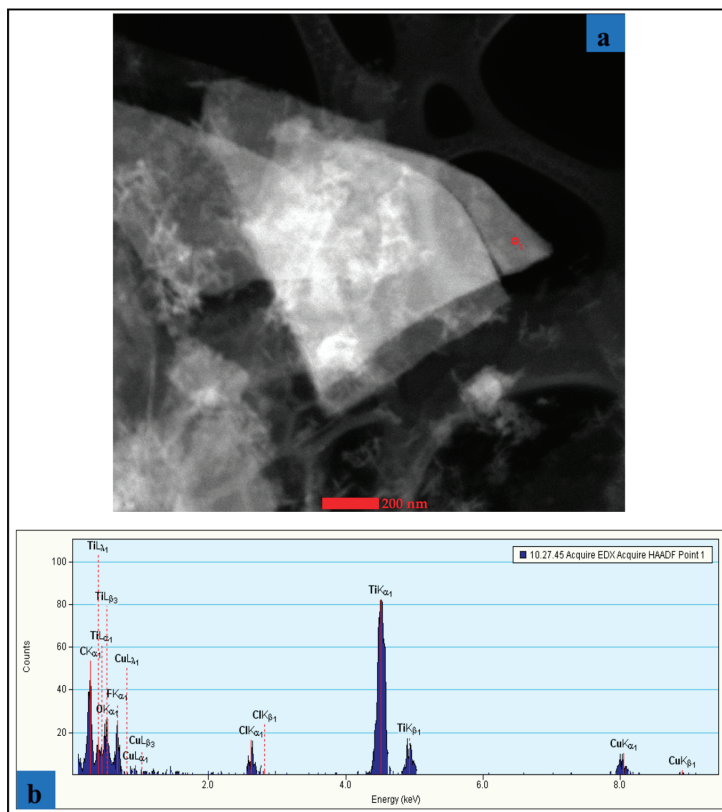 a
200 nm
100
80
60
40
20
Counts
TiLλ1
TiLβ3
TiLα1
CuLλ1
CKα1
OKα1
FKα1
CuLβ3
CuLα1
ClKβ1
ClKα1
TiKα1
TiKβ1
CuKα1
CuKβ1
10.27.45 Acquire EDX Acquire HAADF Point 1
2.0 4.0 6.0 8.0
Energy (keV)
b